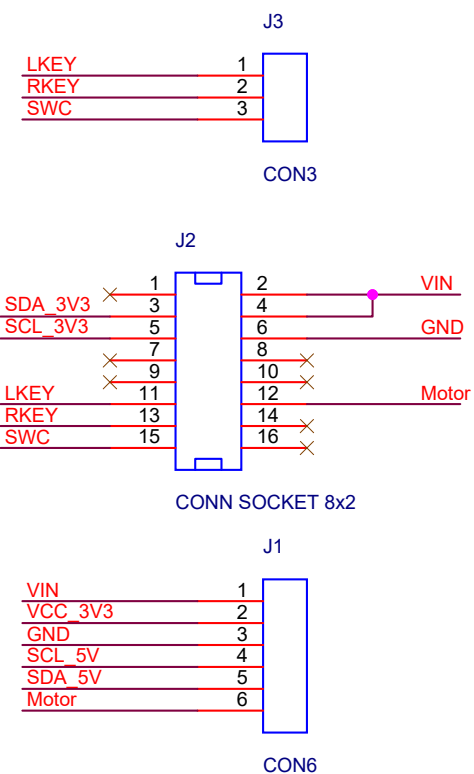 J3
LKEY 1
RKEY 2
SWC 3
CON3
J2
1 2 VIN
SDA_3V3 3 4
SCL_3V3 5 6 GND
7 8
9 10
LKEY 11 12 Motor
RKEY 13 14
SWC 15 16
CONN SOCKET 8x2
J1
VIN 1
VCC_3V3 2
GND 3
SCL_5V 4
SDA_5V 5
Motor 6
CON6